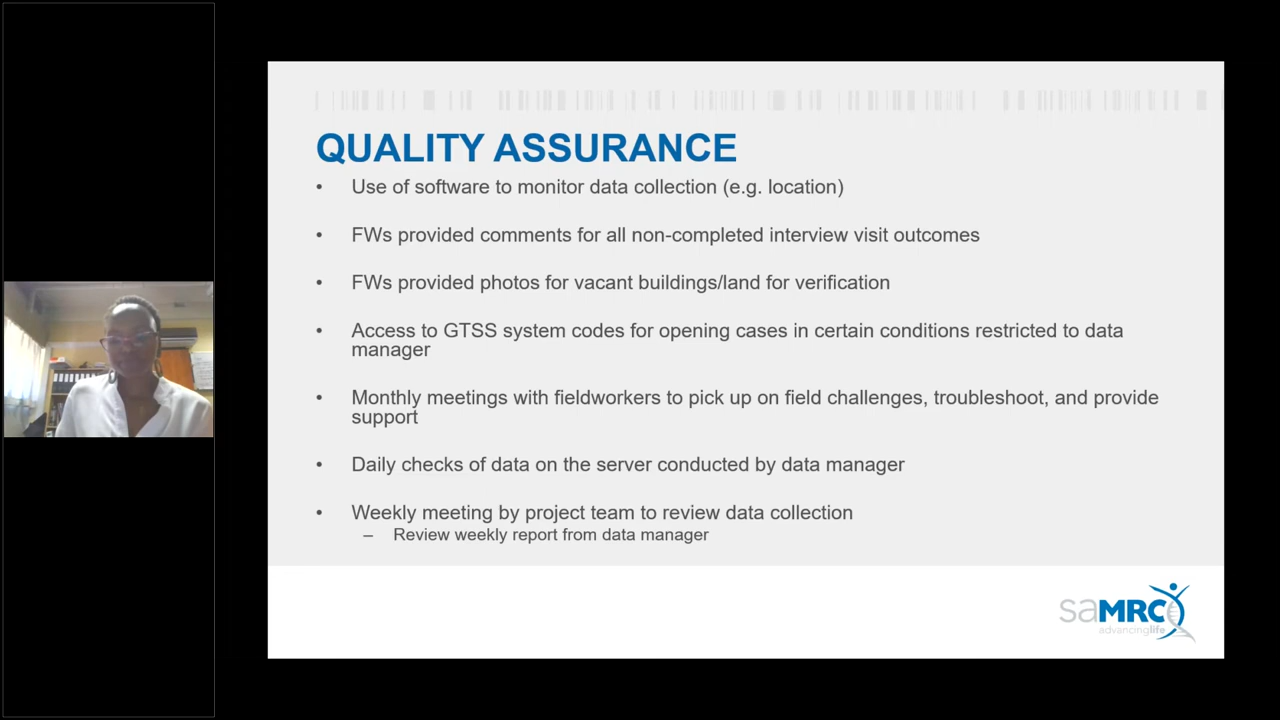 QUALITY ASSURANCE
• Use of software to monitor data collection (e.g. location)
• FWs provided comments for all non-completed interview visit outcomes
• FWs provided photos for vacant buildings/land for verification
• Access to GTSS system codes for opening cases in certain conditions restricted to data
manager
• Monthly meetings with fieldworkers to pick up on field challenges, troubleshoot, and provide
support
• Daily checks of data on the server conducted by data manager
• Weekly meeting by project team to review data collection
– Review weekly report from data manager
saMRC
advancinglife